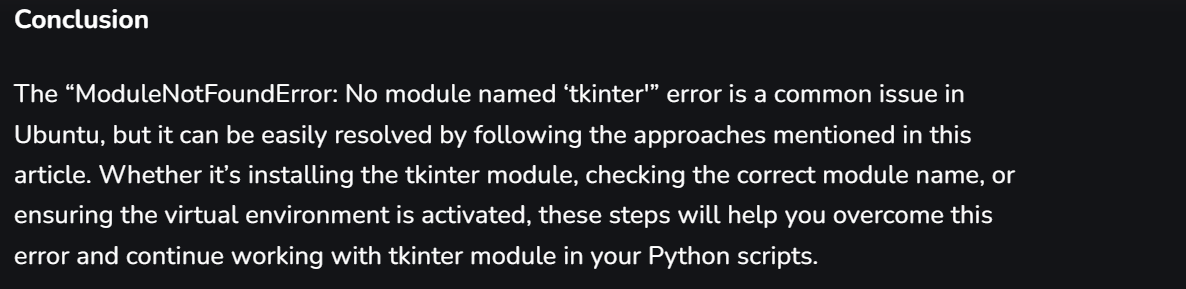 Conclusion
The “ModuleNotFoundError: No module named ‘tkinter'” error is a common issue in
Ubuntu, but it can be easily resolved by following the approaches mentioned in this
article. Whether it’s installing the tkinter module, checking the correct module name, or
ensuring the virtual environment is activated, these steps will help you overcome this
error and continue working with tkinter module in your Python scripts.